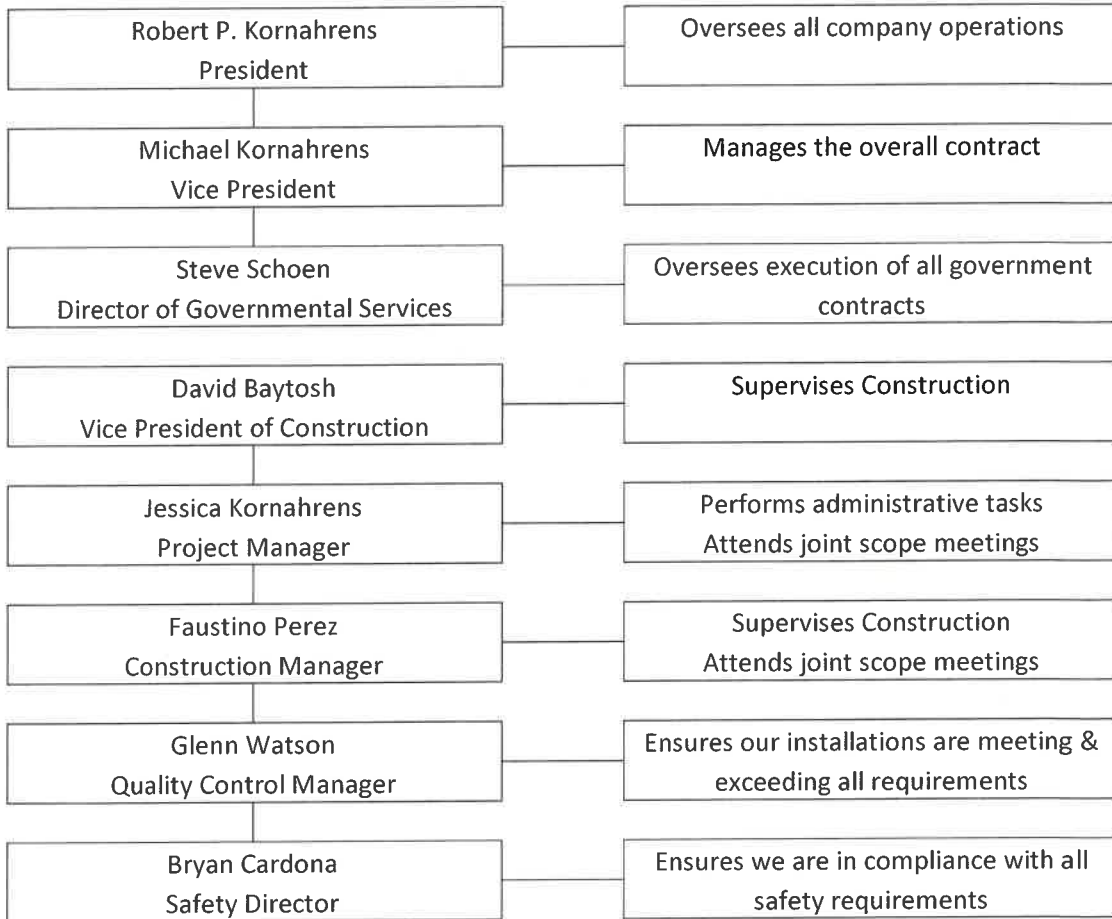 Robert P. Kornahrens
President
Oversees all company operations
Michael Kornahrens
Vice President
Manages the overall contract
Steve Schoen
Director of Governmental Services
Oversees execution of all government
contracts
David Baytosh
Vice President of Construction
Supervises Construction
Jessica Kornahrens
Project Manager
Performs administrative tasks
Attends joint scope meetings
Faustino Perez
Construction Manager
Supervises Construction
Attends joint scope meetings
Glenn Watson
Quality Control Manager
Ensures our installations are meeting &
exceeding all requirements
Bryan Cardona
Safety Director
Ensures we are in compliance with all
safety requirements